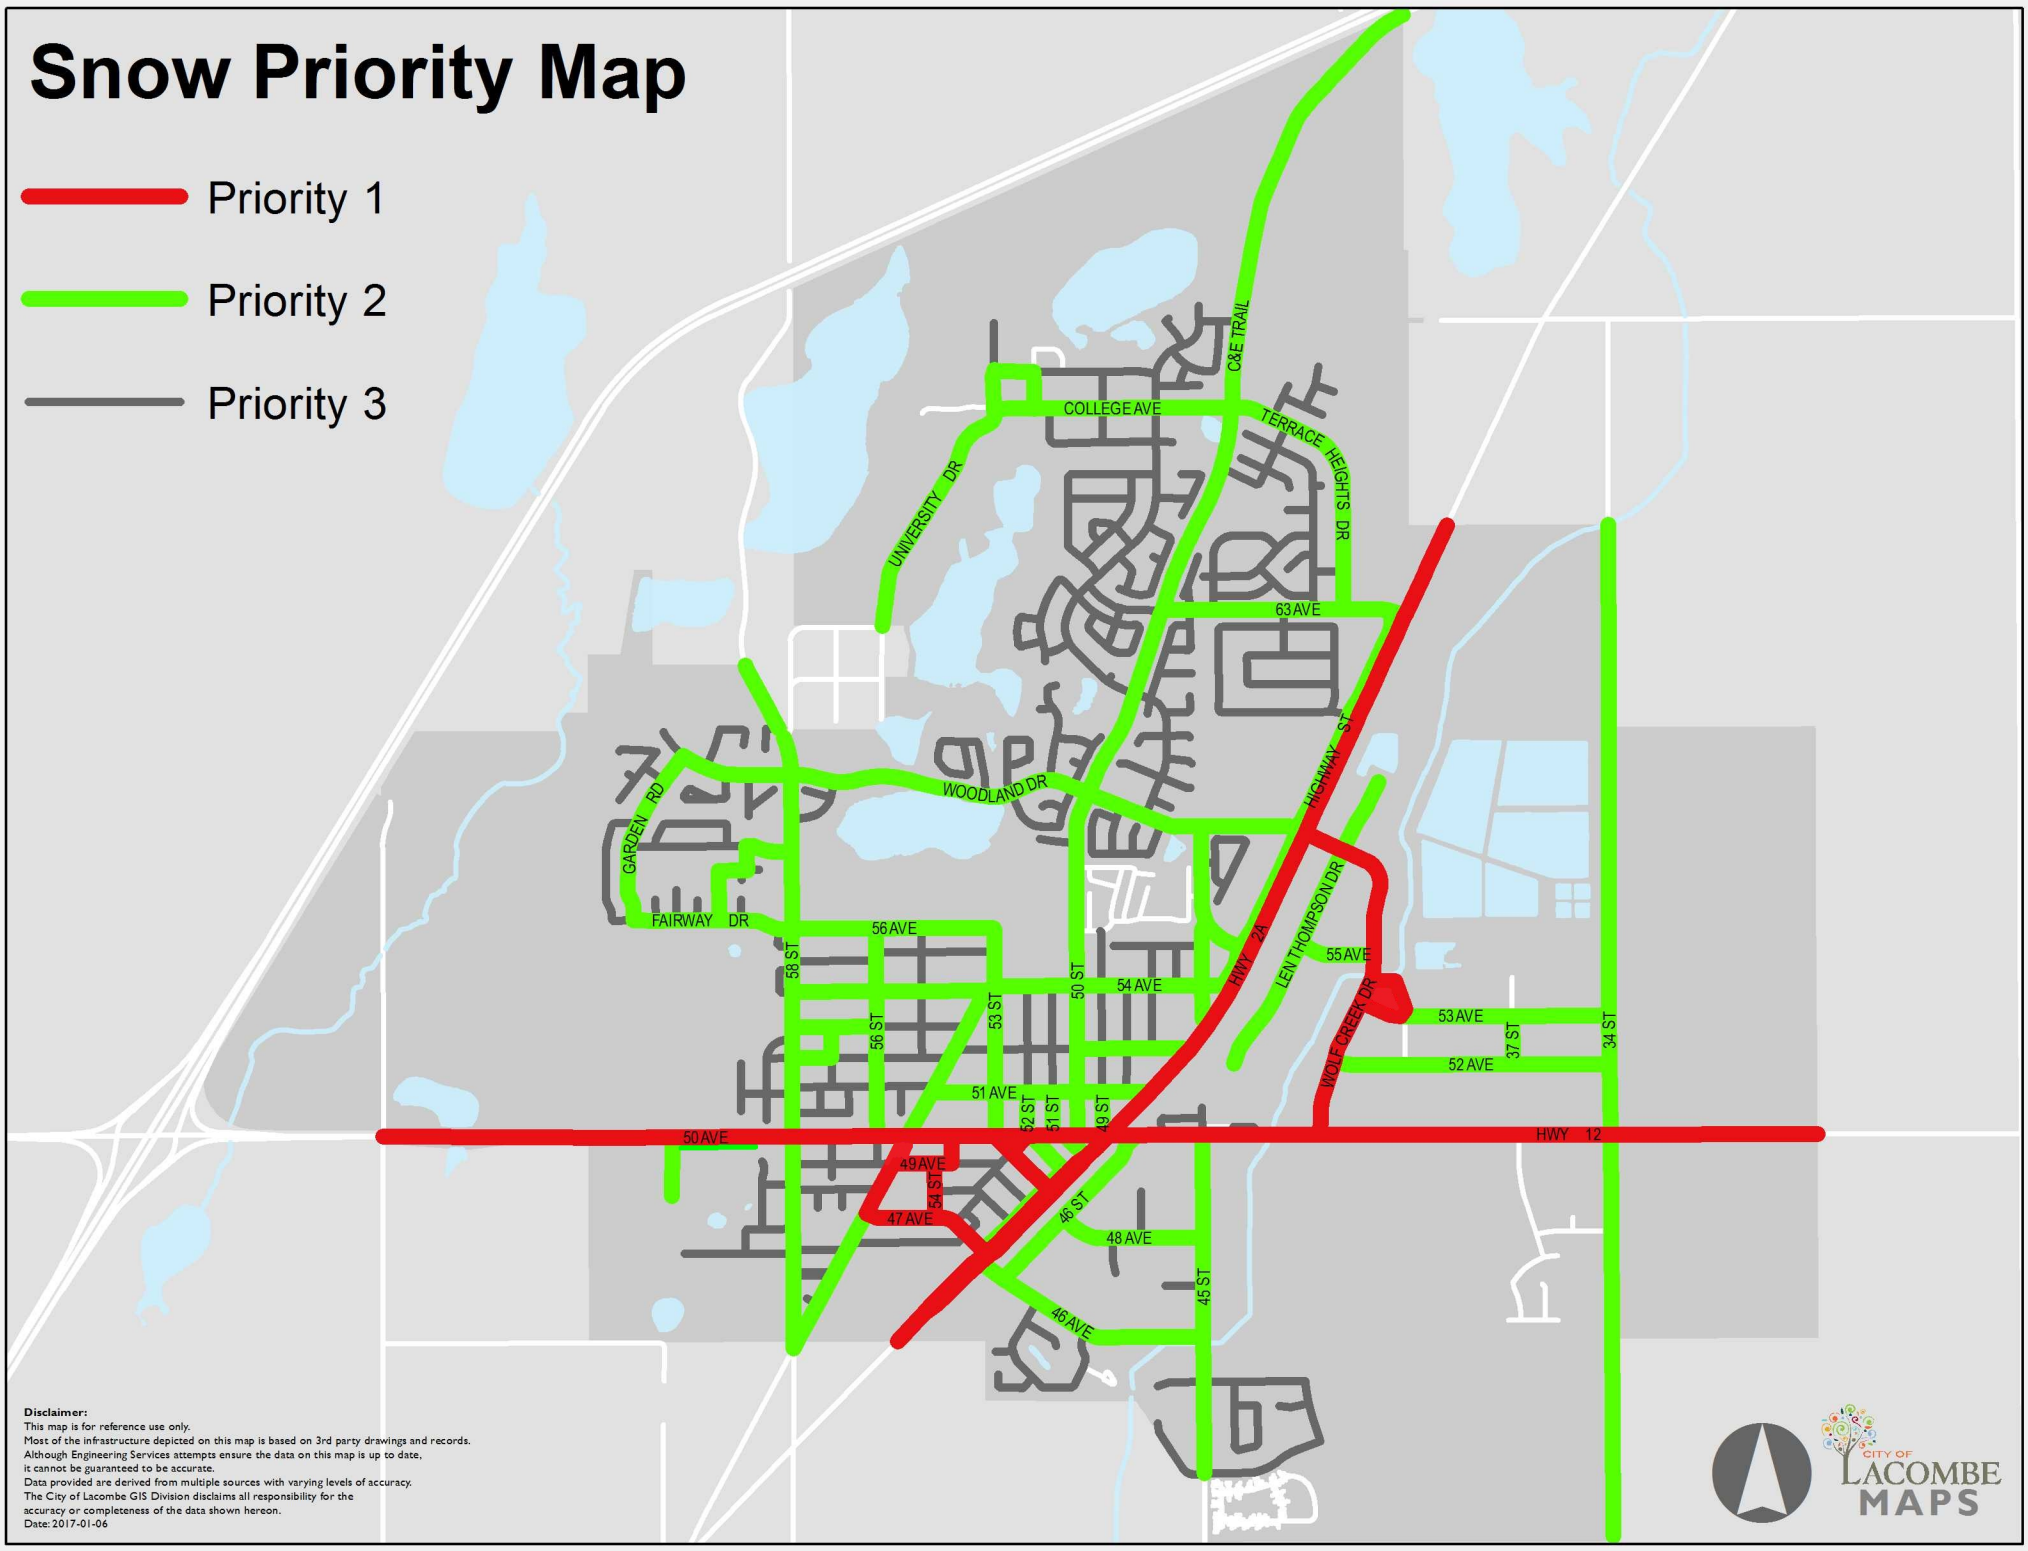 Snow Priority Map
Priority 1
Priority 2
Priority 3
C&E TRAIL
COLLEGE AVE
TERRACE HEIGHTS DR
UNIVERSITY DR
63 AVE
HIGHWAY ST
WOODLAND DR
GARDEN RD
LEN THOMPSON DR
FAIRWAY DR
56 AVE
58 ST
HWY 2A
55 AVE
50 ST
54 AVE
53 ST
56 ST
WOLF CREEK DR
53 AVE
37 ST
34 ST
52 AVE
51 AVE
52 ST
51 ST
49 ST
50 AVE
HWY 12
49 AVE
54 ST
47 AVE
46 ST
48 AVE
45 ST
46 AVE
Disclaimer:
This map is for reference use only.
Most of the infrastructure depicted on this map is based on 3rd party drawings and records.
Although Engineering Services attempts ensure the data on this map is up to date,
it cannot be guaranteed to be accurate.
Data provided are derived from multiple sources with varying levels of accuracy.
The City of Lacombe GIS Division disclaims all responsibility for the
accuracy or completeness of the data shown hereon.
Date: 2017-01-06
CITY OF
LACOMBE
MAPS